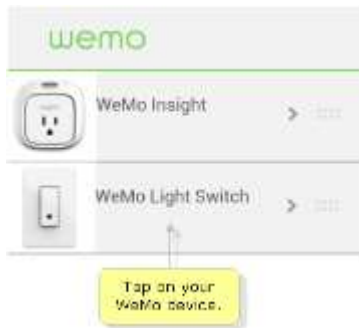 wemo
WeMo Insight
WeMo Light Switch
Tap on your
WeMo device.